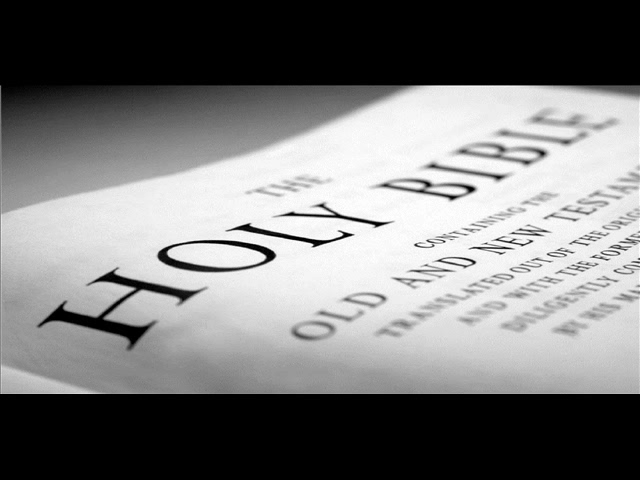 THE
HOLY BIBLE
CONTAINING THE
OLD AND NEW TESTAM
TRANSLATED OUT OF THE ORIG
AND WITH THE FORME
DILIGENTLY CO
BY HIS MA